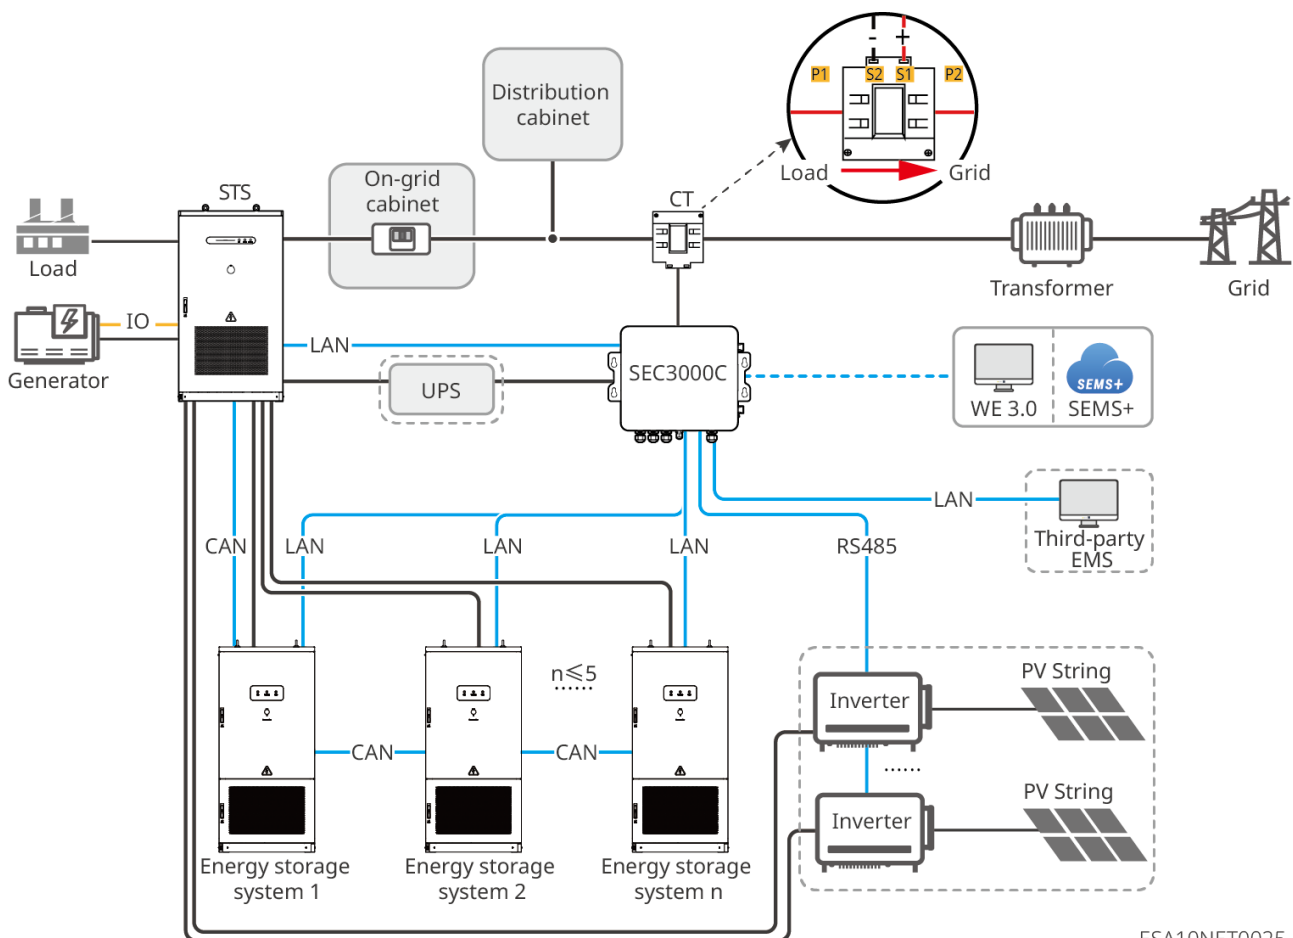 - +
P1 S2 S1 P2
Load Grid
Distribution
cabinet
On-grid
cabinet
STS
CT
Load
Transformer
Grid
IO
Generator
LAN
UPS
SEC3000C
SEMS+
WE 3.0 SEMS+
LAN
Third-party
EMS
CAN LAN LAN LAN RS485
n≤5
......
PV String
Inverter
CAN CAN
......
PV String
Inverter
Energy storage
system 1
Energy storage
system 2
Energy storage
system n